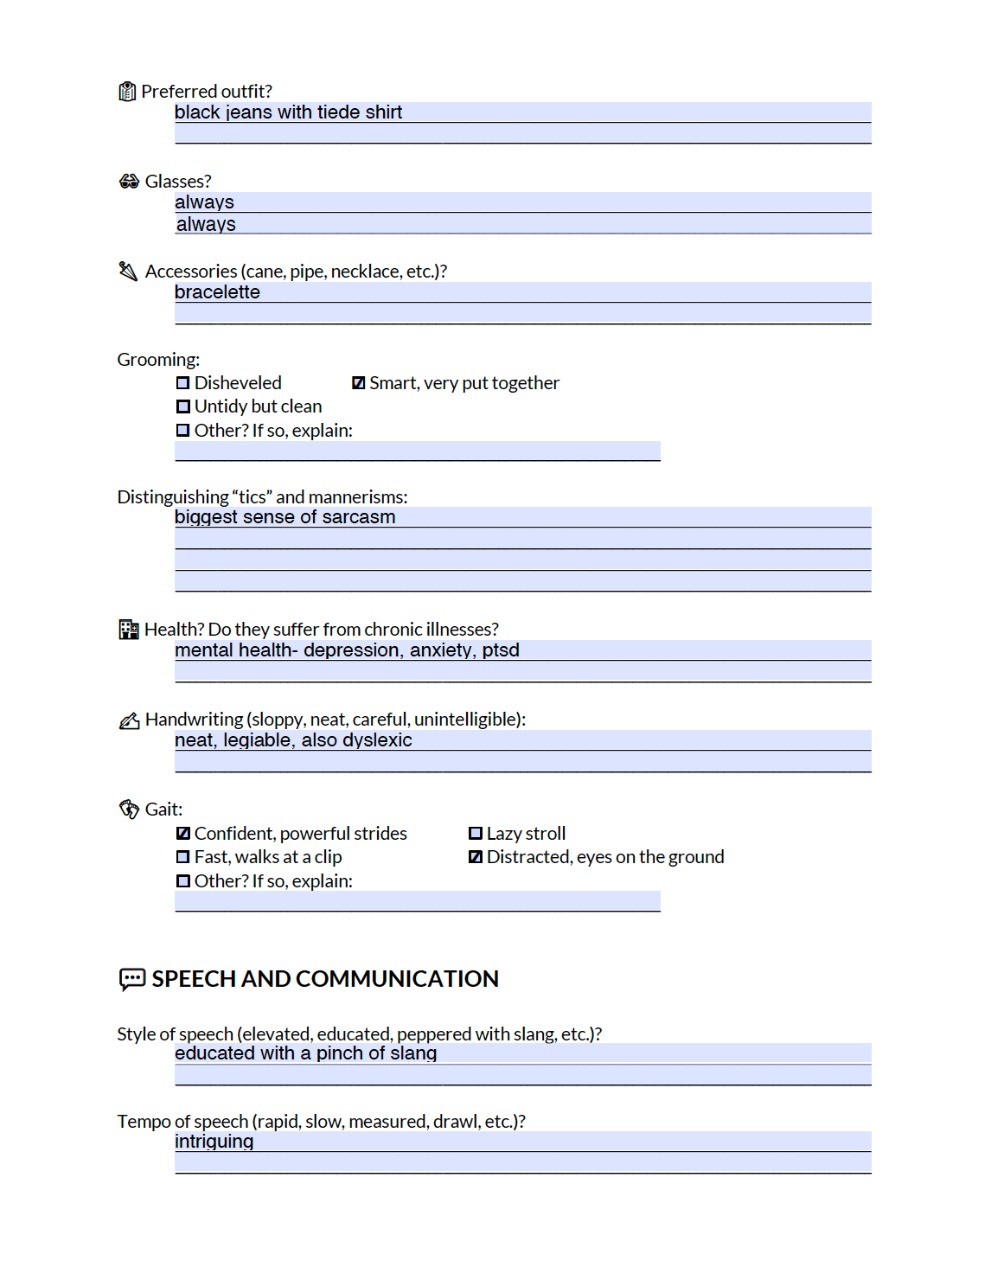 Preferred outfit?
black jeans with tiede shirt
Glasses?
always
always
Accessories (cane, pipe, necklace, etc.)?
bracelette
Grooming:
Disheveled Smart, very put together
Untidy but clean
Other? If so, explain:
Distinguishing “tics” and mannerisms:
biggest sense of sarcasm
Health? Do they suffer from chronic illnesses?
mental health- depression, anxiety, ptsd
Handwriting (sloppy, neat, careful, unintelligible):
neat, legiable, also dyslexic
Gait:
Confident, powerful strides Lazy stroll
Fast, walks at a clip Distracted, eyes on the ground
Other? If so, explain:
SPEECH AND COMMUNICATION
Style of speech (elevated, educated, peppered with slang, etc.)?
educated with a pinch of slang
Tempo of speech (rapid, slow, measured, drawl, etc.)?
intriguing